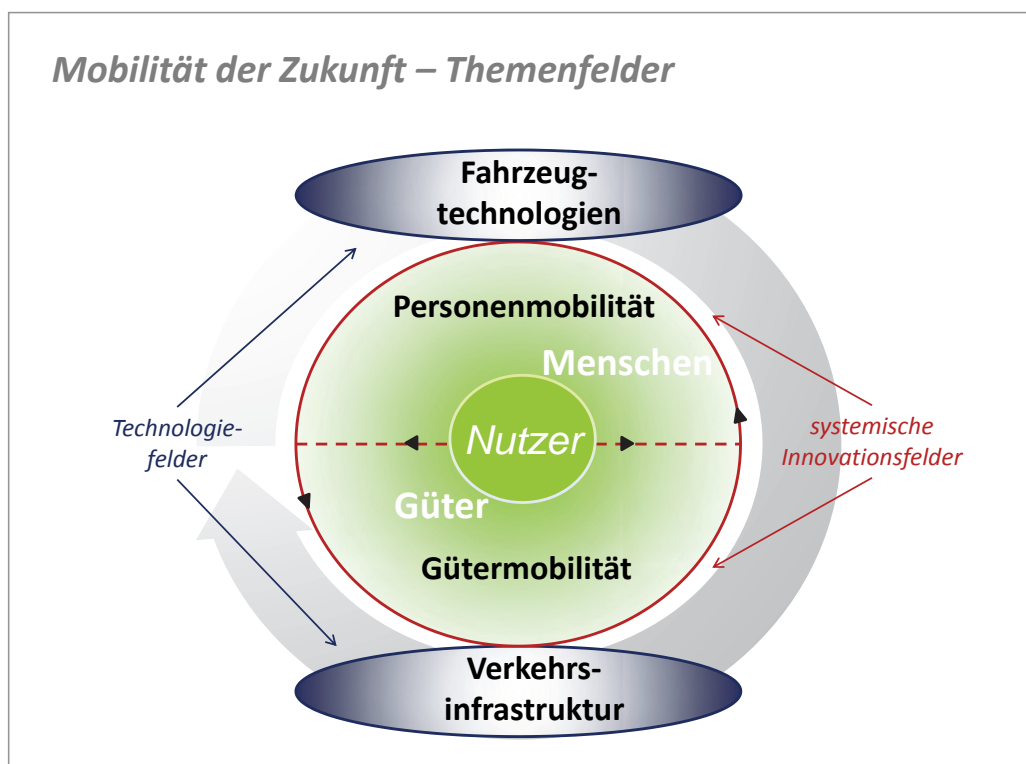 Mobilität der Zukunft – Themenfelder
Fahrzeug-
technologien
Personenmobilität
Menschen
Technologie-
felder
Nutzer
systemische
Innovationsfelder
Güter
Gütermobilität
Verkehrs-
infrastruktur